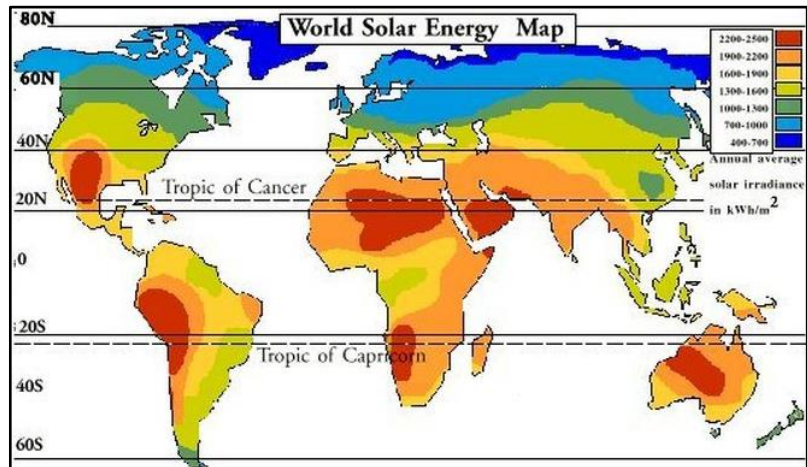 World Solar Energy Map
80N
60N
40N
20N
0
20S
40S
60S
Tropic of Cancer
Tropic of Capricorn
2200-2500
1900-2200
1600-1900
1300-1600
1000-1300
700-1000
400-700
Annual average
solar irradiance
in kWh/m²